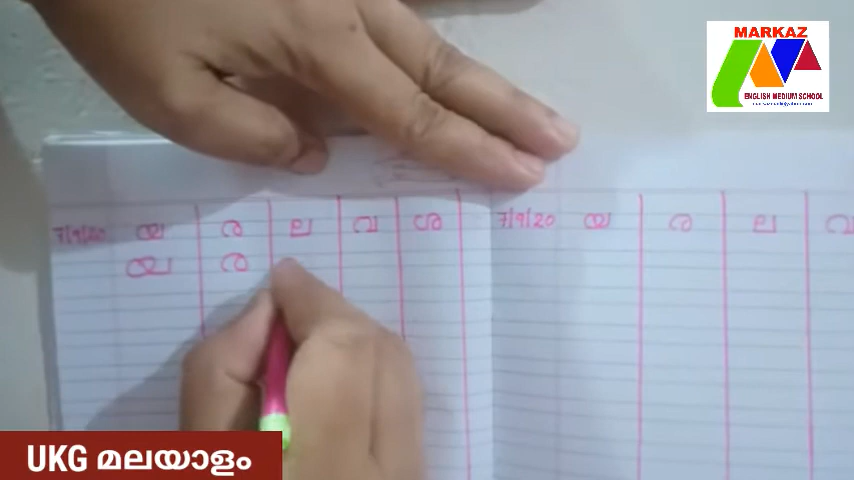 MARKAZ
ENGLISH MEDIUM SCHOOL
7/9/20 യ ര ല വ ശ
യ ര
7/9/20 യ ര ല വ
UKG മലയാളം